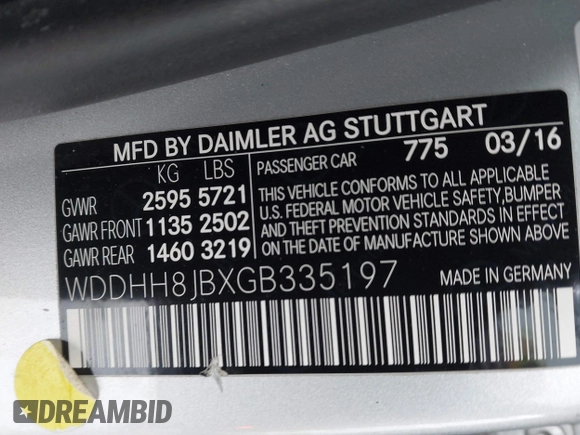 MFD BY DAIMLER AG STUTTGART
KG LBS
GVWR 2595 5721
GAWR FRONT 1135 2502
GAWR REAR 1460 3219
PASSENGER CAR 775 03/16
THIS VEHICLE CONFORMS TO ALL APPLICABLE
U.S. FEDERAL MOTOR VEHICLE SAFETY, BUMPER
AND THEFT PREVENTION STANDARDS IN EFFECT
ON THE DATE OF MANUFACTURE SHOWN ABOVE.
WDDHH8JBXGB335197
MADE IN GERMANY
DREAMBID